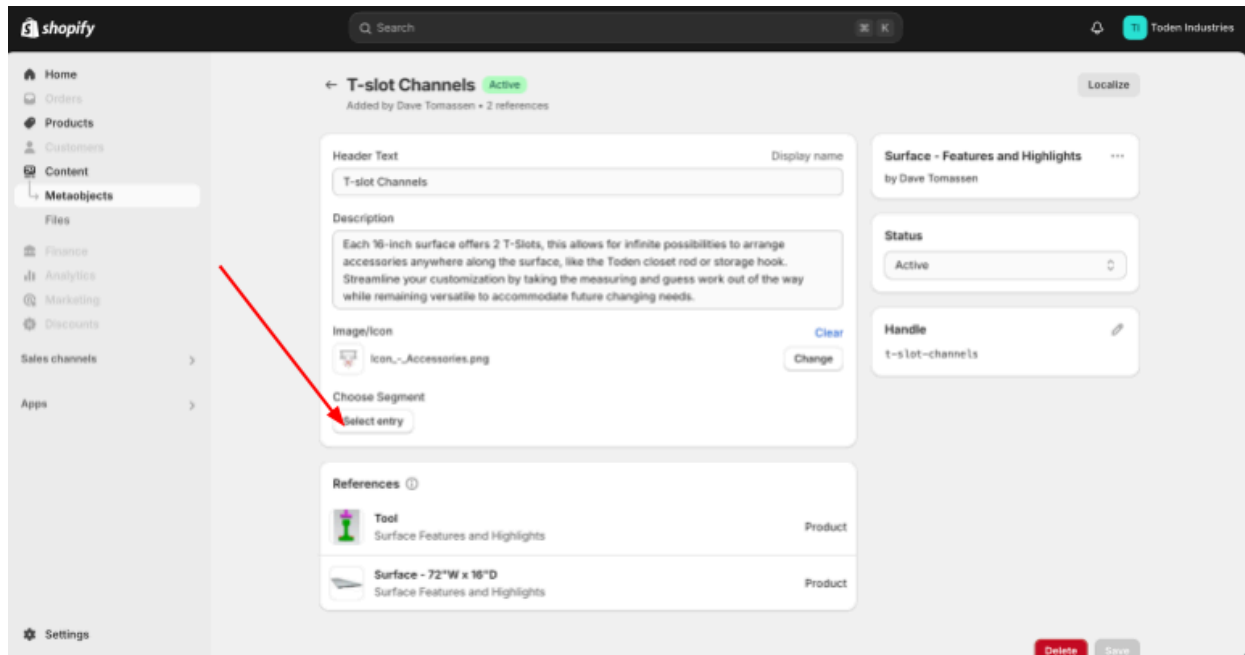 shopify
Search
⌘ K
TI
Toden Industries
Home
Orders
Products
Customers
Content
Metaobjects
Files
Finance
Analytics
Marketing
Discounts
Sales channels
Apps
Settings
← T-slot Channels Active
Added by Dave Tomassen • 2 references
Localize
Header Text
Display name
T-slot Channels
Description
Each 16-inch surface offers 2 T-Slots, this allows for infinite possibilities to arrange
accessories anywhere along the surface, like the Toden closet rod or storage hook.
Streamline your customization by taking the measuring and guess work out of the way
while remaining versatile to accommodate future changing needs.
Image/Icon
Clear
Icon_-_Accessories.png
Change
Choose Segment
Select entry
References
Tool
Surface Features and Highlights
Product
Surface - 72"W x 16"D
Surface Features and Highlights
Product
Surface - Features and Highlights
by Dave Tomassen
Status
Active
Handle
t-slot-channels
Delete
Save